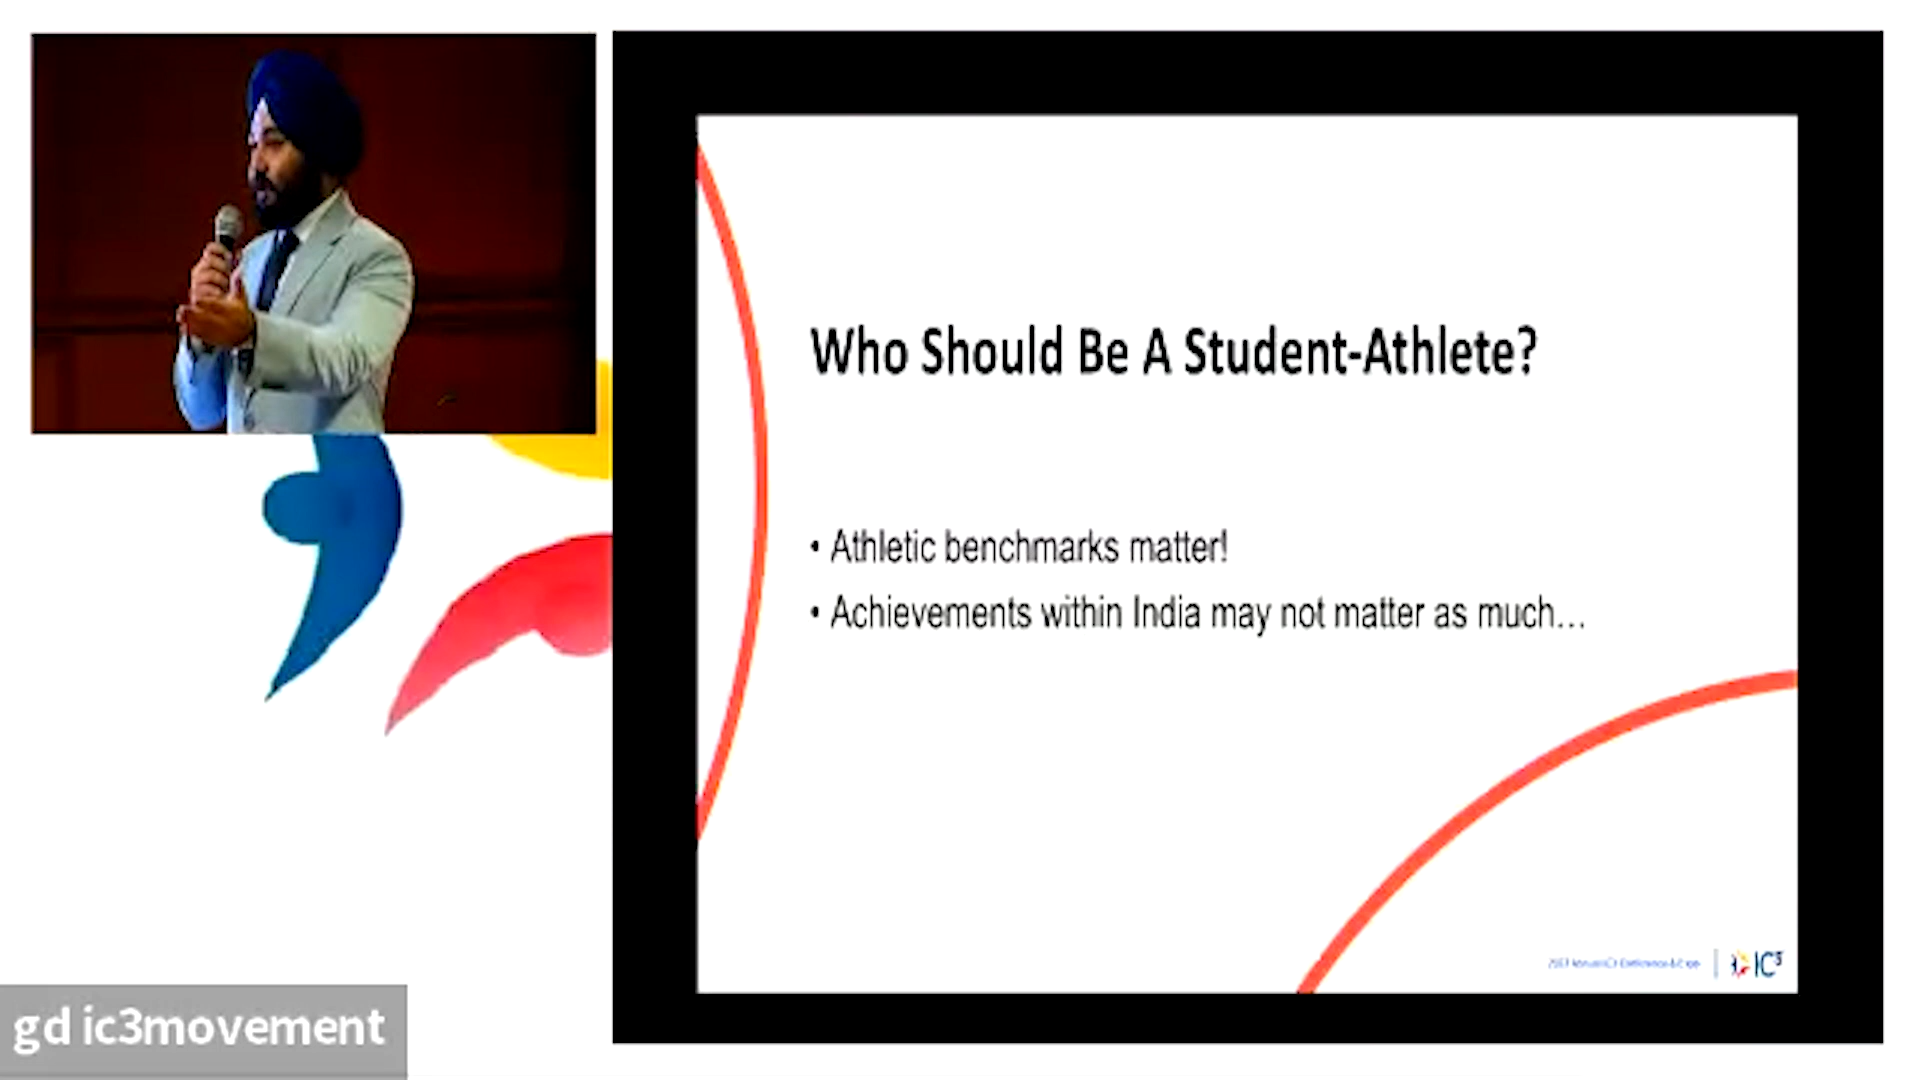 Who Should Be A Student-Athlete?
• Athletic benchmarks matter!
• Achievements within India may not matter as much...
IC³
gd ic3movement